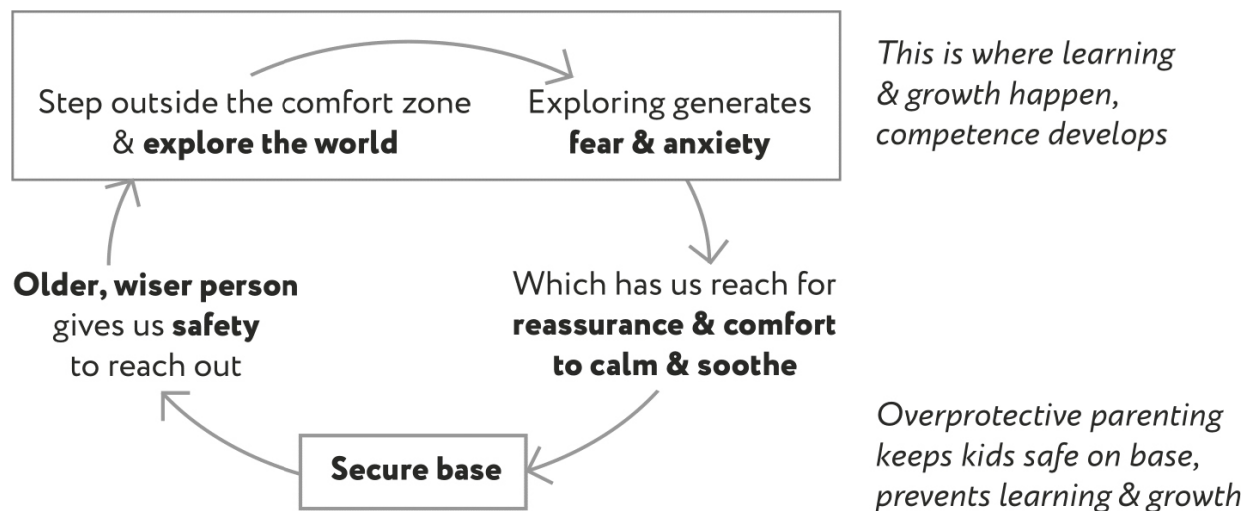 Step outside the comfort zone
& explore the world
Exploring generates
fear & anxiety
This is where learning
& growth happen,
competence develops
Older, wiser person
gives us safety
to reach out
Which has us reach for
reassurance & comfort
to calm & soothe
Secure base
Overprotective parenting
keeps kids safe on base,
prevents learning & growth